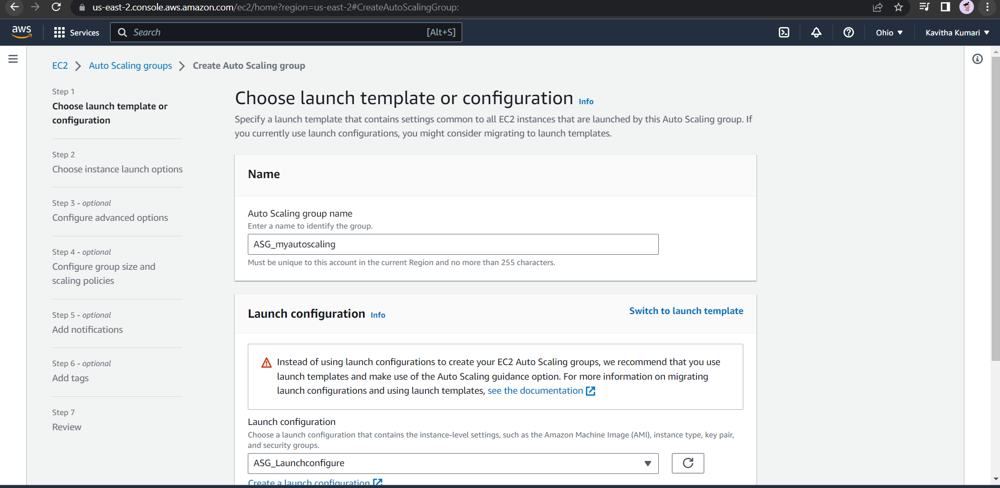 us-east-2.console.aws.amazon.com/ec2/home?region=us-east-2#CreateAutoScalingGroup:
aws Services Search [Alt+S] Ohio Kavitha Kumari
EC2 Auto Scaling groups Create Auto Scaling group
Step 1
Choose launch template or
configuration
Step 2
Choose instance launch options
Step 3 - optional
Configure advanced options
Step 4 - optional
Configure group size and
scaling policies
Step 5 - optional
Add notifications
Step 6 - optional
Add tags
Step 7
Review
Choose launch template or configuration Info
Specify a launch template that contains settings common to all EC2 instances that are launched by this Auto Scaling group. If
you currently use launch configurations, you might consider migrating to launch templates.
Name
Auto Scaling group name
Enter a name to identify the group.
ASG_myautoscaling
Must be unique to this account in the current Region and no more than 255 characters.
Launch configuration Info
Switch to launch template
Instead of using launch configurations to create your EC2 Auto Scaling groups, we recommend that you use
launch templates and make use of the Auto Scaling guidance option. For more information on migrating
launch configurations and using launch templates, see the documentation
Launch configuration
Choose a launch configuration that contains the instance-level settings, such as the Amazon Machine Image (AMI), instance type, key pair,
and security groups.
ASG_Launchconfigure
Create a launch configuration